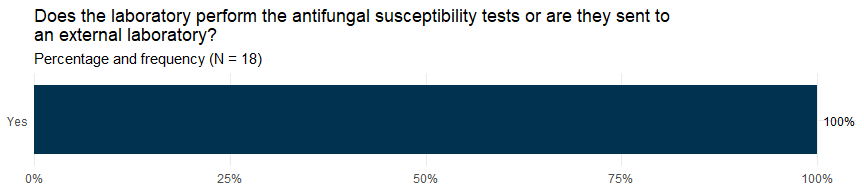 Does the laboratory perform the antifungal susceptibility tests or are they sent to
an external laboratory?
Percentage and frequency (N = 18)
Yes
100%
0%
25%
50%
75%
100%